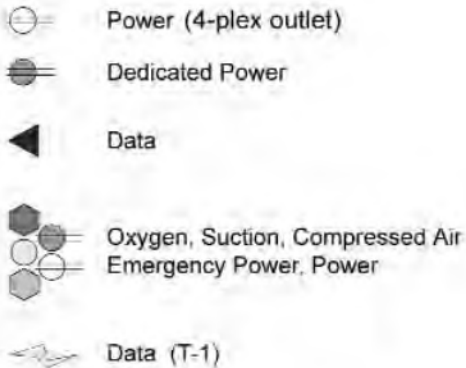 Power (4-plex outlet)
Dedicated Power
Data
Oxygen, Suction, Compressed Air
Emergency Power, Power
Data (T-1)